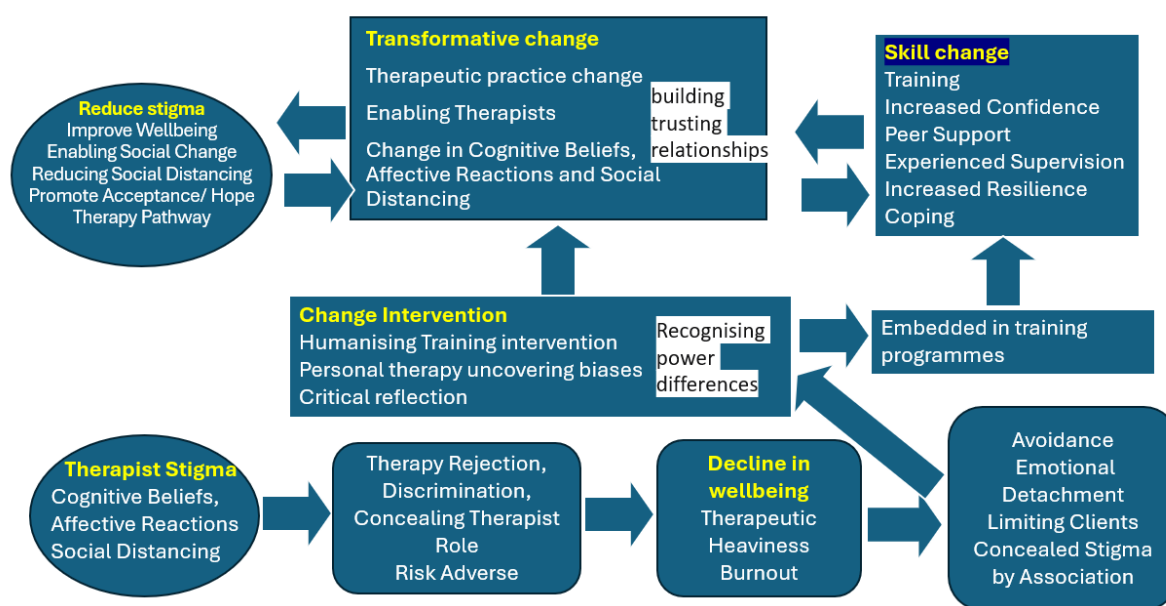 Transformative change
Therapeutic practice change
Enabling Therapists
Change in Cognitive Beliefs,
Affective Reactions and Social
Distancing
building
trusting
relationships
Skill change
Training
Increased Confidence
Peer Support
Experienced Supervision
Increased Resilience
Coping
Reduce stigma
Improve Wellbeing
Enabling Social Change
Reducing Social Distancing
Promote Acceptance/ Hope
Therapy Pathway
Change Intervention
Humanising Training intervention
Personal therapy uncovering biases
Critical reflection
Recognising
power
differences
Embedded in training
programmes
Therapist Stigma
Cognitive Beliefs,
Affective Reactions
Social Distancing
Therapy Rejection,
Discrimination,
Concealing Therapist
Role
Risk Adverse
Decline in
wellbeing
Therapeutic
Heaviness
Burnout
Avoidance
Emotional
Detachment
Limiting Clients
Concealed Stigma
by Association